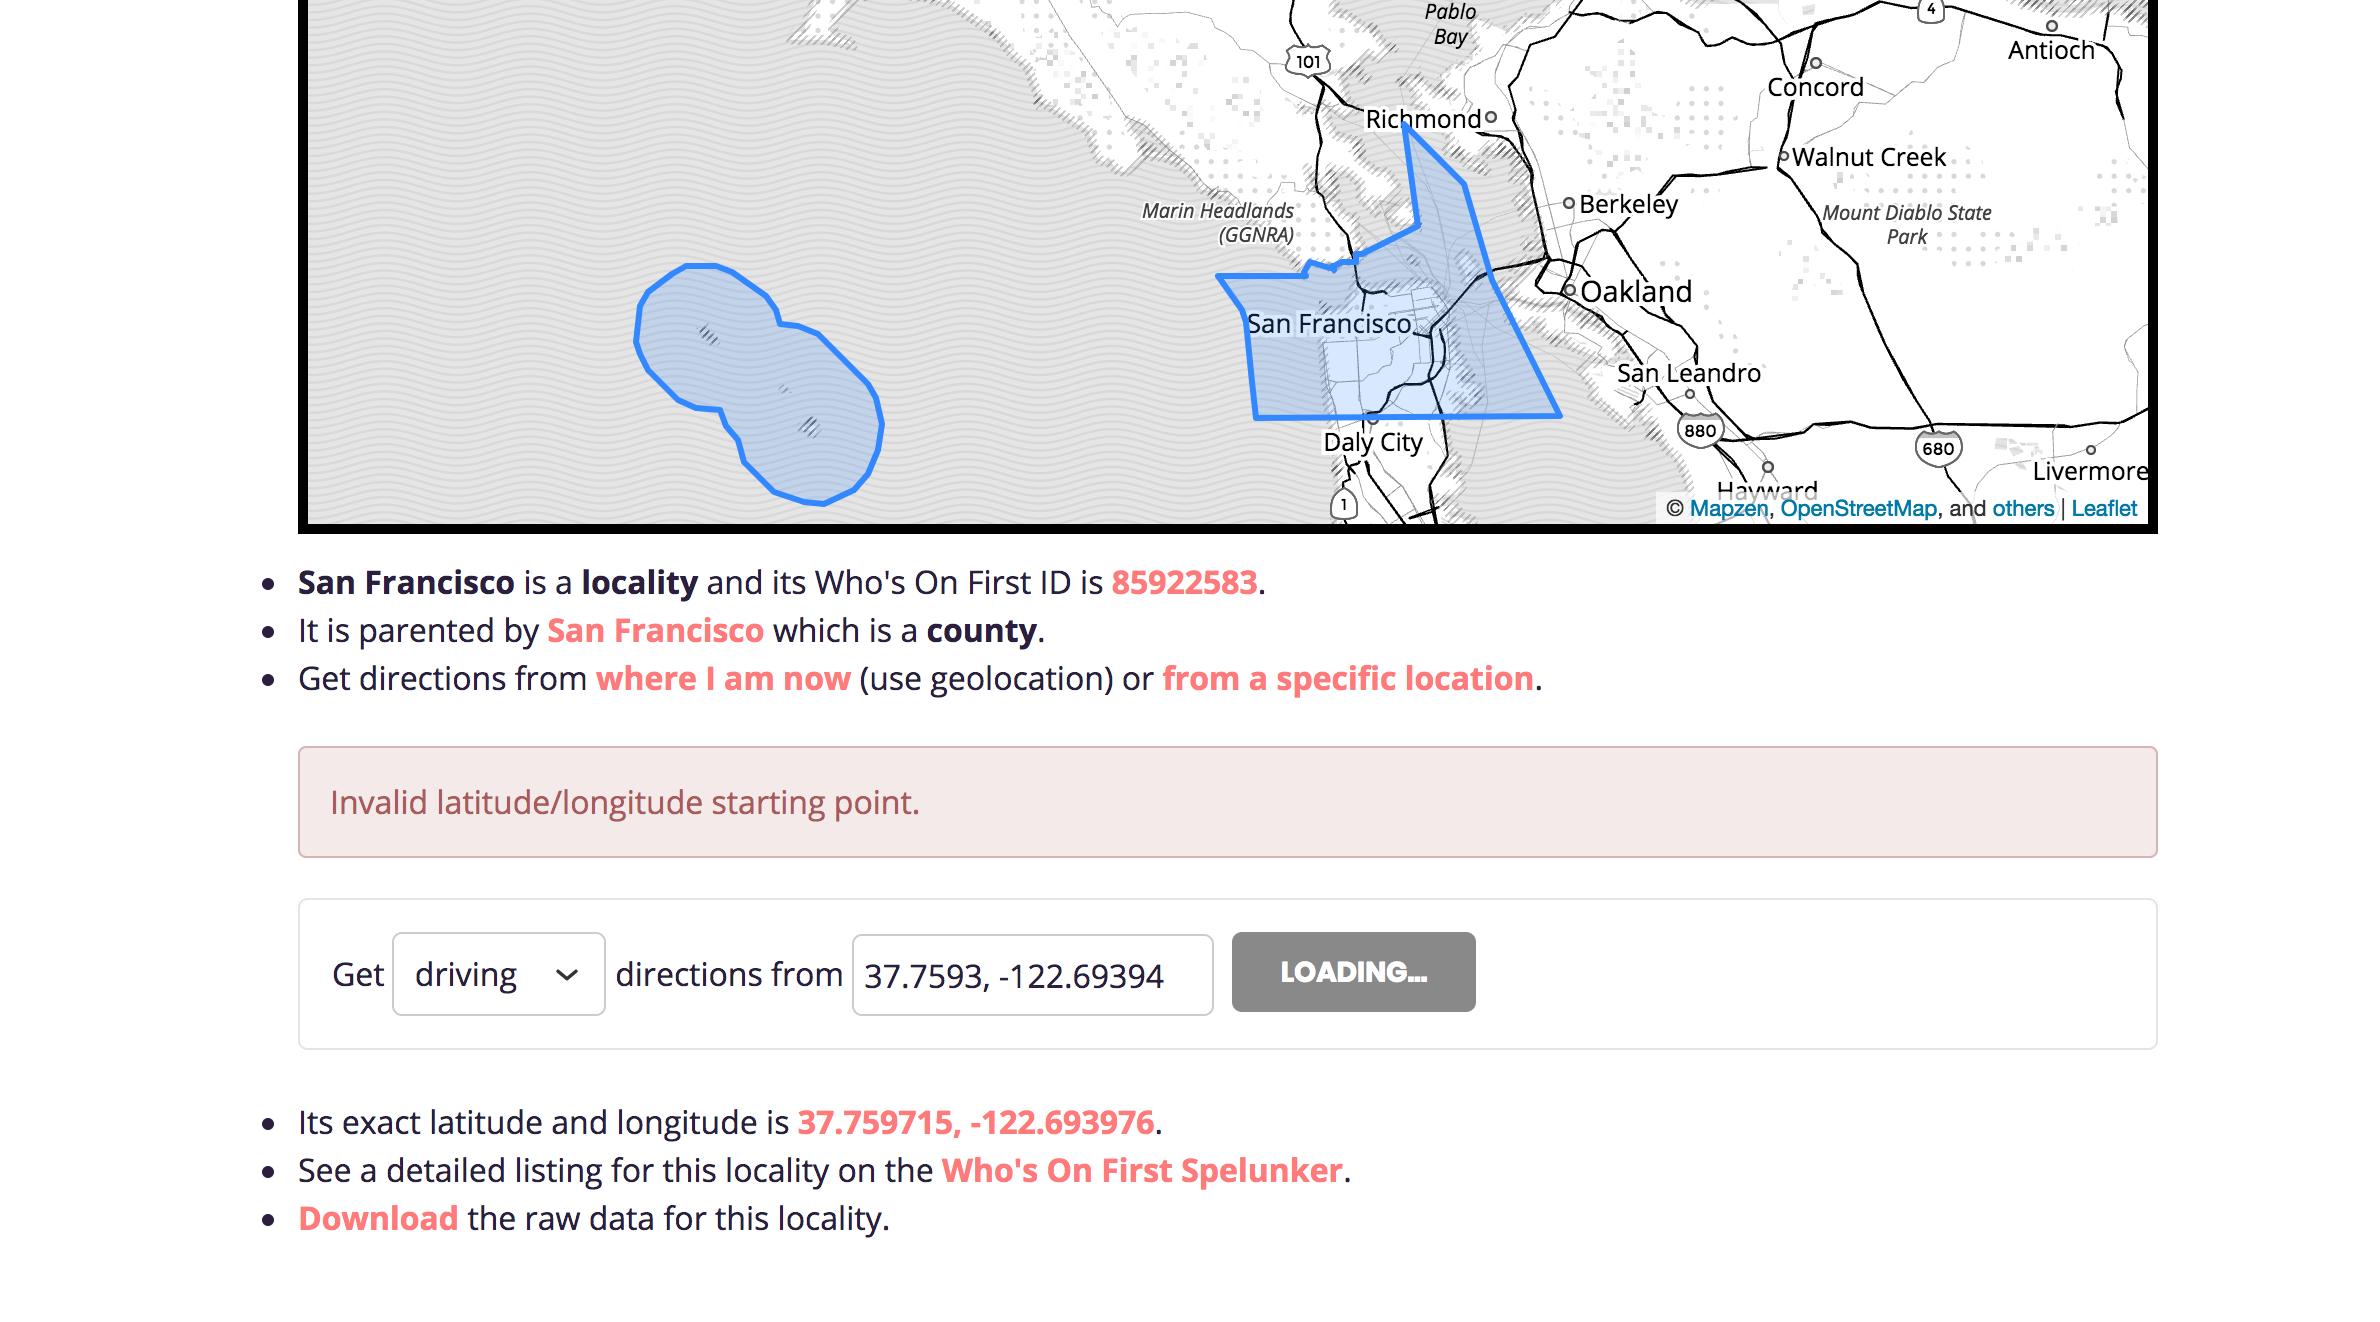 Pablo
Bay
4
Antioch
101
Concord
Richmond
Walnut Creek
Marin Headlands
(GGNRA)
Berkeley
Mount Diablo State
Park
Oakland
San Francisco
San Leandro
880
Daly City
680
Livermore
Hayward
1
© Mapzen, OpenStreetMap, and others | Leaflet
San Francisco is a locality and its Who's On First ID is 85922583.
It is parented by San Francisco which is a county.
Get directions from where I am now (use geolocation) or from a specific location.
Invalid latitude/longitude starting point.
Get driving directions from 37.7593, -122.69394 LOADING...
Its exact latitude and longitude is 37.759715, -122.693976.
See a detailed listing for this locality on the Who's On First Spelunker.
Download the raw data for this locality.